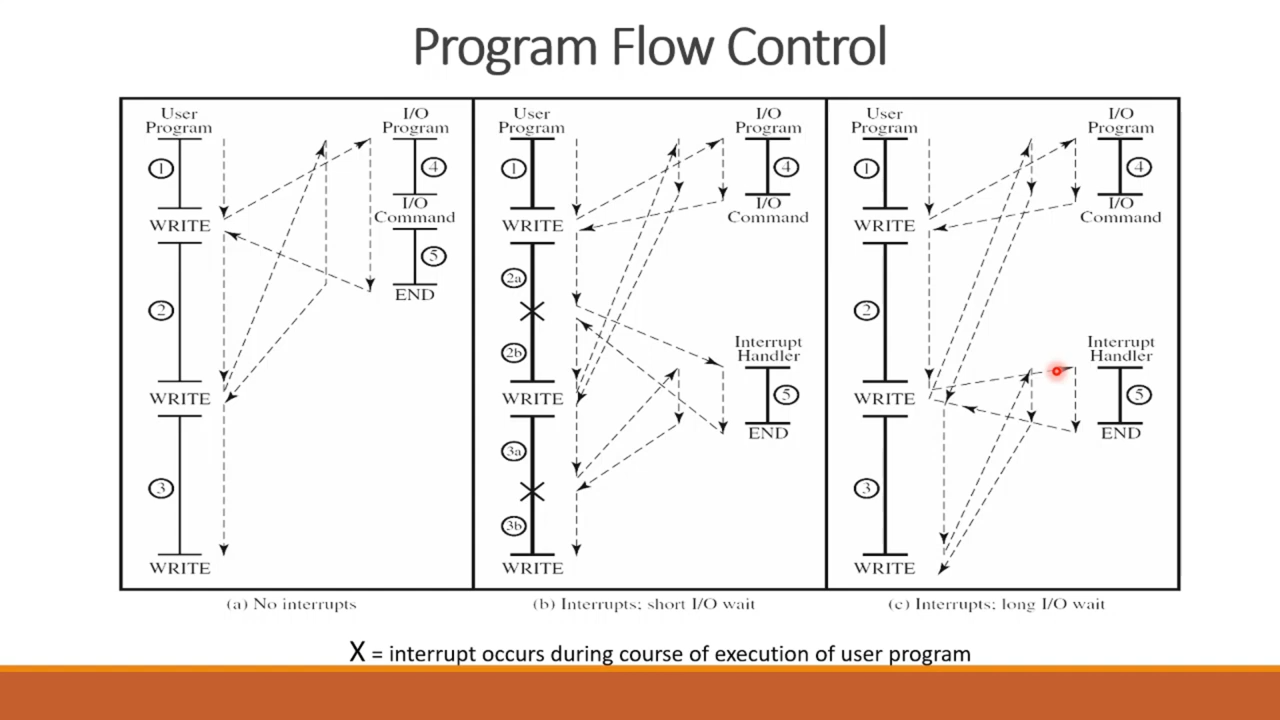 Program Flow Control
User
Program
1
WRITE
2
WRITE
3
WRITE
I/O
Program
4
I/O
Command
5
END
(a) No interrupts
User
Program
1
WRITE
2a
2b
WRITE
3a
3b
WRITE
I/O
Program
4
I/O
Command
Interrupt
Handler
5
END
(b) Interrupts; short I/O wait
User
Program
1
WRITE
2
WRITE
3
WRITE
I/O
Program
4
I/O
Command
Interrupt
Handler
5
END
(c) Interrupts; long I/O wait
X = interrupt occurs during course of execution of user program